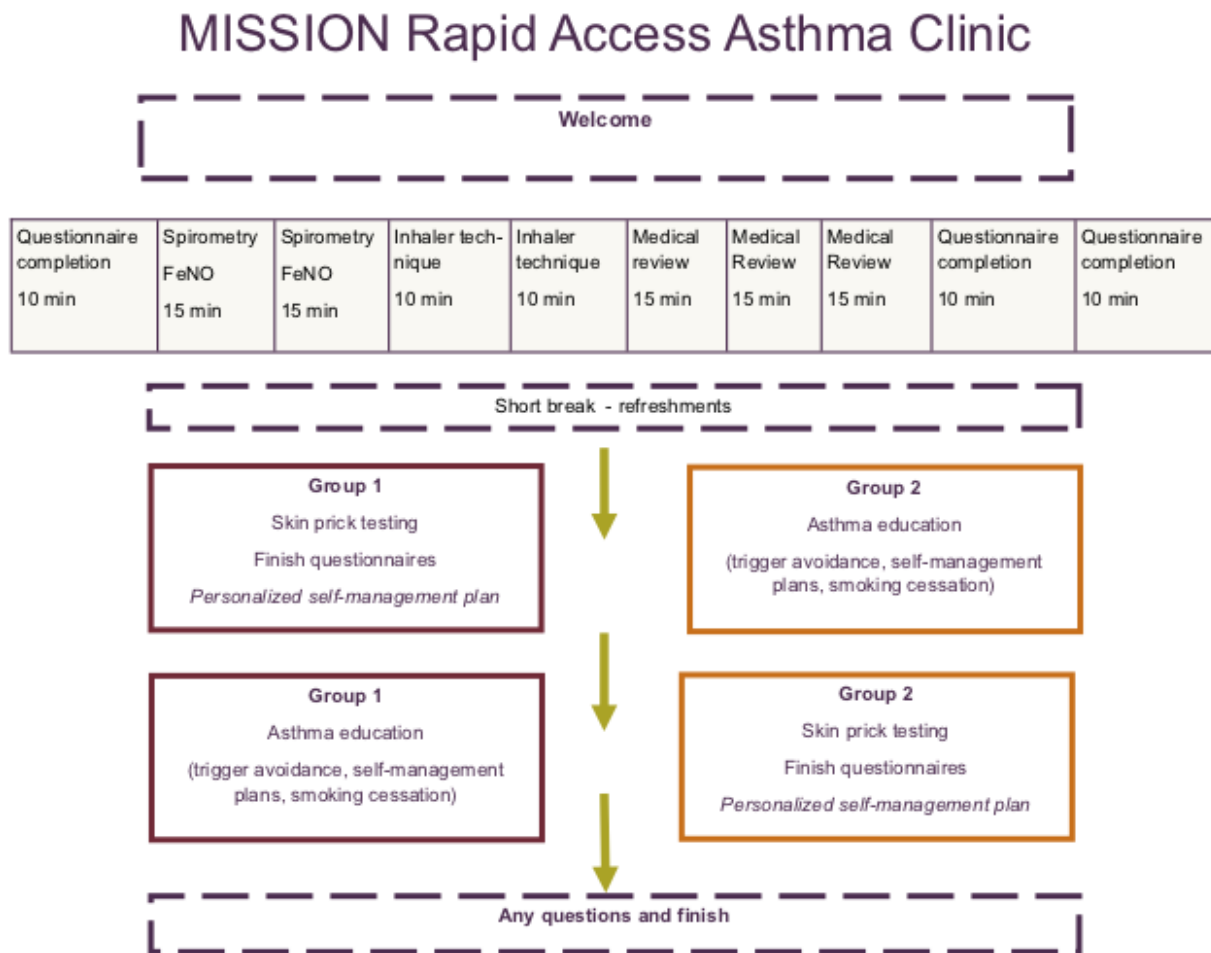 MISSION Rapid Access Asthma Clinic
Welcome
Questionnaire
completion
10 min
Spirometry
FeNO
15 min
Spirometry
FeNO
15 min
Inhaler tech-
nique
10 min
Inhaler
technique
10 min
Medical
review
15 min
Medical
Review
15 min
Medical
Review
15 min
Questionnaire
completion
10 min
Questionnaire
completion
10 min
Short break - refreshments
Group 1
Skin prick testing
Finish questionnaires
Personalized self-management plan
Group 2
Asthma education
(trigger avoidance, self-management
plans, smoking cessation)
Group 1
Asthma education
(trigger avoidance, self-management
plans, smoking cessation)
Group 2
Skin prick testing
Finish questionnaires
Personalized self-management plan
Any questions and finish